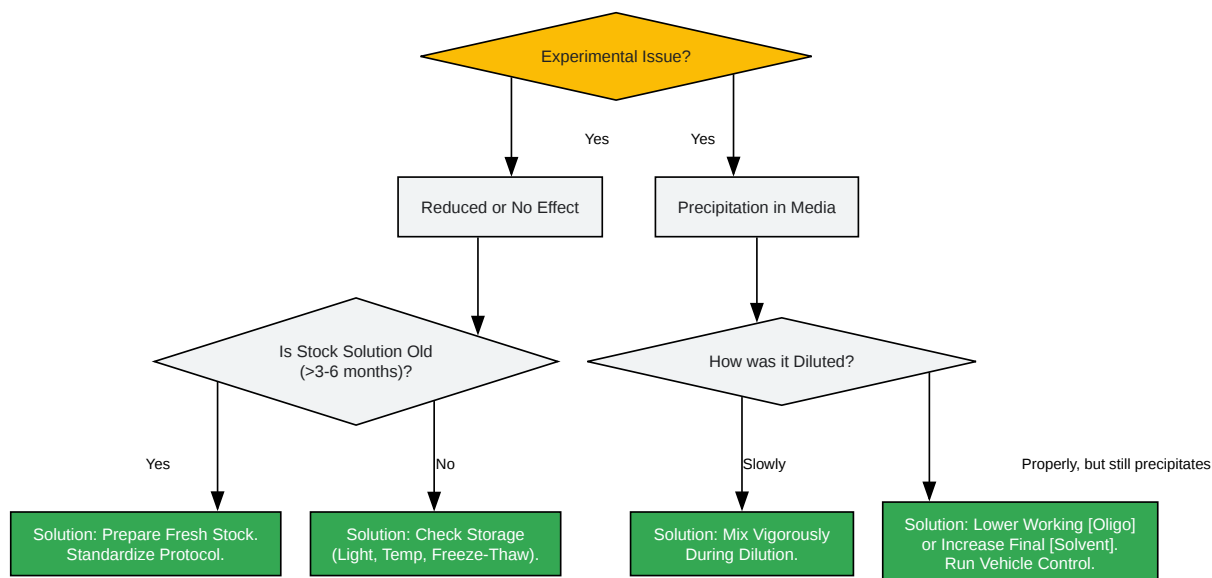 Experimental Issue?
Yes
Yes
Reduced or No Effect
Precipitation in Media
Is Stock Solution Old
(>3-6 months)?
How was it Diluted?
Yes
No
Slowly
Properly, but still precipitates
Solution: Prepare Fresh Stock.
Standardize Protocol.
Solution: Check Storage
(Light, Temp, Freeze-Thaw).
Solution: Mix Vigorously
During Dilution.
Solution: Lower Working [Oligo]
or Increase Final [Solvent].
Run Vehicle Control.